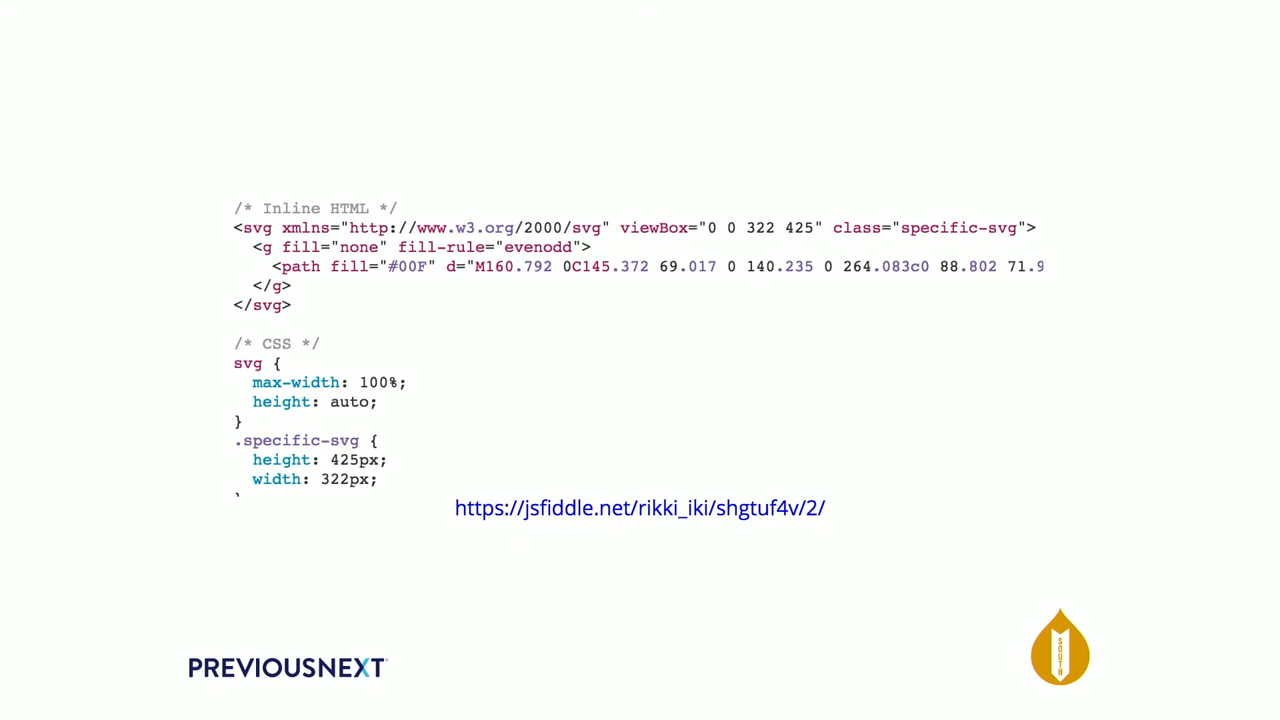 /* Inline HTML */
<svg xmlns="http://www.w3.org/2000/svg" viewBox="0 0 322 425" class="specific-svg">
<g fill="none" fill-rule="evenodd">
<path fill="#00F" d="M160.792 0C145.372 69.017 0 140.235 0 264.083c0 88.802 71.9
</g>
</svg>
/* CSS */
svg {
max-width: 100%;
height: auto;
}
.specific-svg {
height: 425px;
width: 322px;
}
https://jsfiddle.net/rikki_iki/shgtuf4v/2/
PREVIOUSNEXT
SOUTH